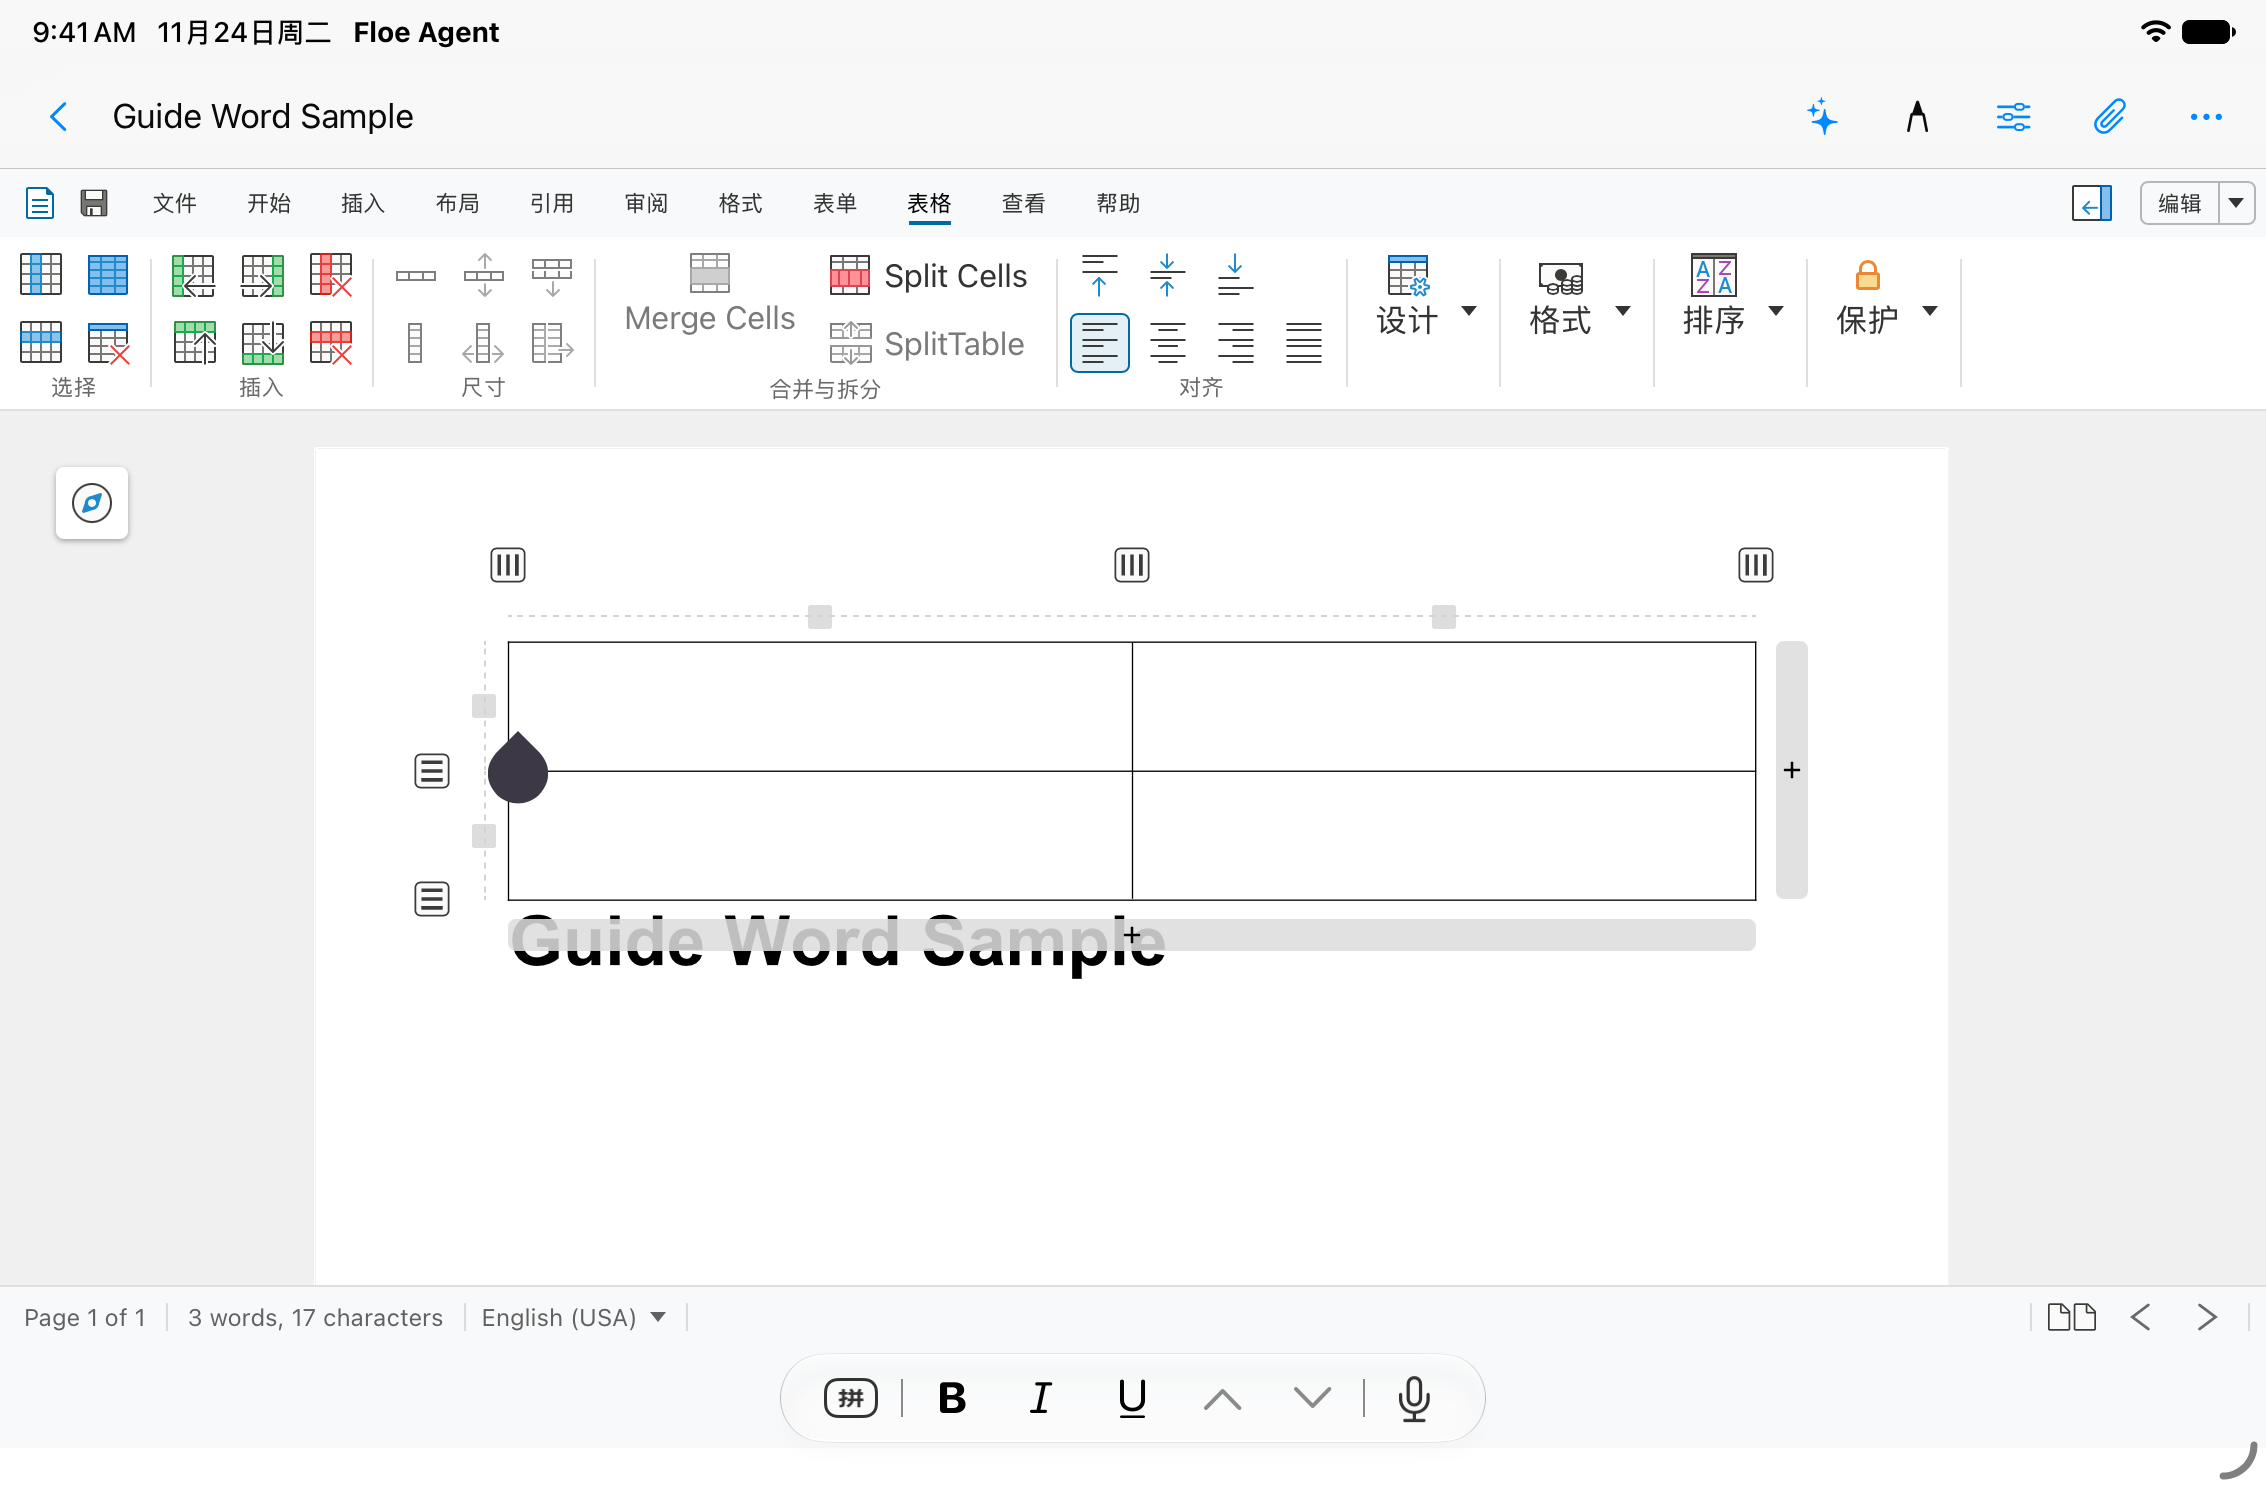 9:41 AM 11月24日周二 Floe Agent
Guide Word Sample
文件 开始 插入 布局 引用 审阅 格式 表单 表格 查看 帮助 编辑
Merge Cells
Split Cells
SplitTable
设计 格式 排序 保护
选择 插入 尺寸 合并与拆分 对齐
Guide Word Sample
Page 1 of 1 3 words, 17 characters English (USA)
拼 B I U